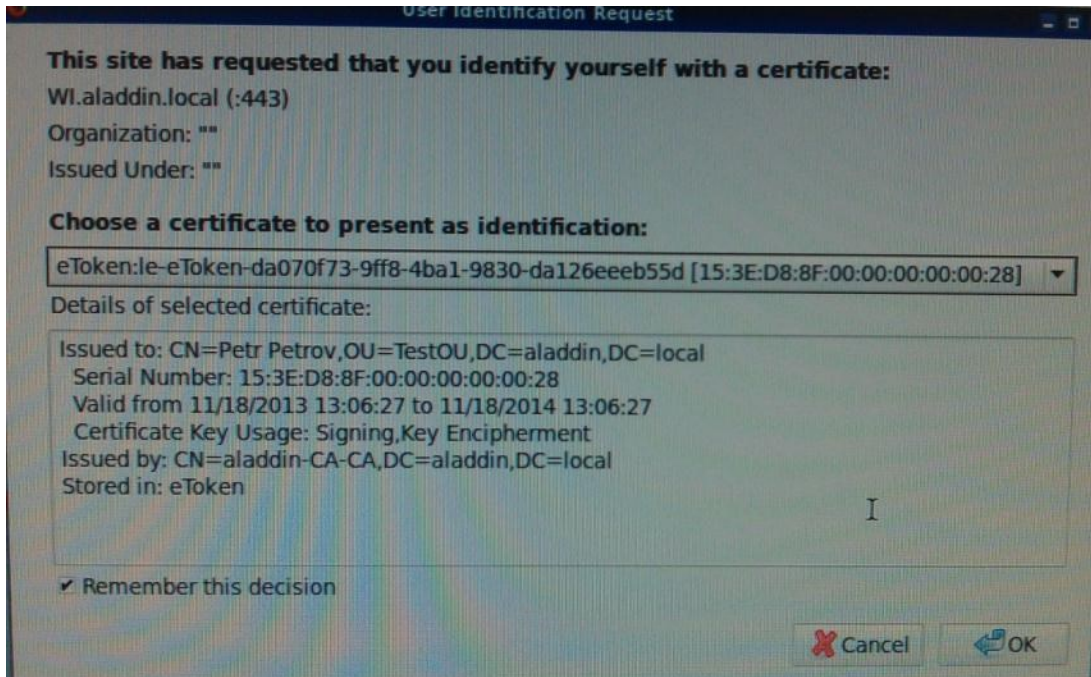 User Identification Request
This site has requested that you identify yourself with a certificate:
WI.aladdin.local (:443)
Organization: ""
Issued Under: ""
Choose a certificate to present as identification:
eToken:le-eToken-da070f73-9ff8-4ba1-9830-da126eeeb55d [15:3E:D8:8F:00:00:00:00:00:28]
Details of selected certificate:
Issued to: CN=Petr Petrov,OU=TestOU,DC=aladdin,DC=local
Serial Number: 15:3E:D8:8F:00:00:00:00:00:28
Valid from 11/18/2013 13:06:27 to 11/18/2014 13:06:27
Certificate Key Usage: Signing,Key Encipherment
Issued by: CN=aladdin-CA-CA,DC=aladdin,DC=local
Stored in: eToken
Remember this decision
Cancel OK